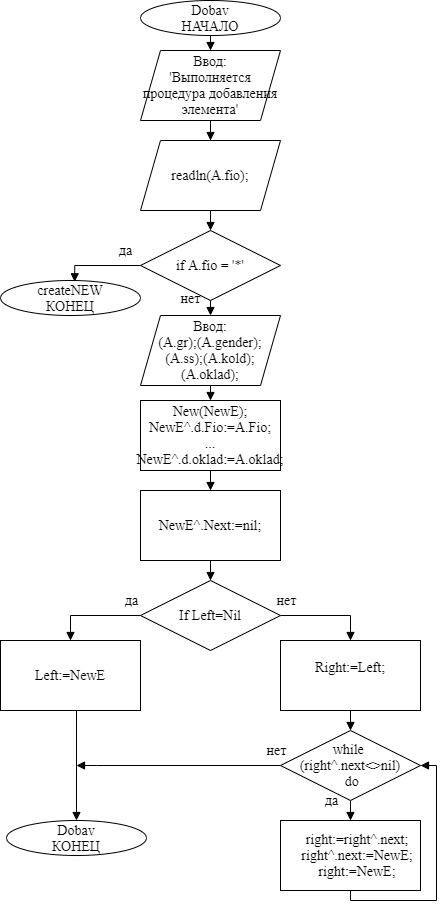 Dobav
НАЧАЛО
Ввод:
'Выполняется
процедура добавления
элемента'
readln(A.fio);
да
if A.fio = '*'
createNEW
КОНЕЦ
нет
Ввод:
(A.gr);(A.gender);
(A.ss);(A.kold);
(A.oklad);
New(NewE);
NewE^.d.Fio:=A.Fio;
...
NewE^.d.oklad:=A.oklad;
NewE^.Next:=nil;
да
If Left=Nil
нет
Left:=NewE
Right:=Left;
нет
while
(right^.next<>nil)
do
да
Dobav
КОНЕЦ
right:=right^.next;
right^.next:=NewE;
right:=NewE;